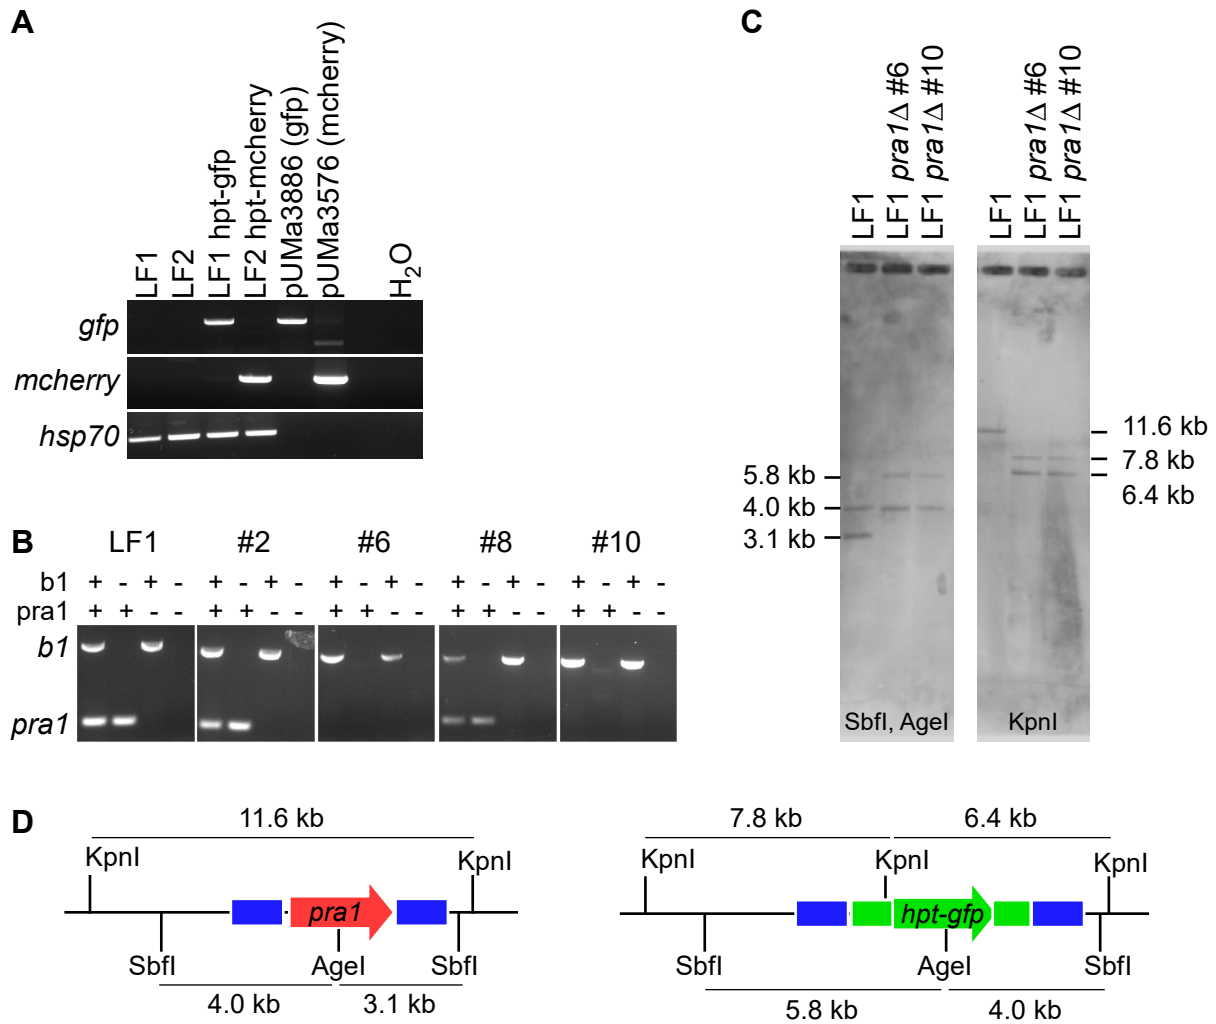 A
LF1
LF2
LF1 hpt-gfp
LF2 hpt-mcherry
pUMa3886 (gfp)
pUMa3576 (mcherry)
H2O
gfp
mcherry
hsp70
B
LF1 #2 #6 #8 #10
b1 + - + - + - + - + - + - + - + - + - + -
pra1 + + - - + + - - + + - - + + - - + + - -
b1
pra1
C
LF1
LF1 pra1Δ #6
LF1 pra1Δ #10
LF1
LF1 pra1Δ #6
LF1 pra1Δ #10
5.8 kb
4.0 kb
3.1 kb
11.6 kb
7.8 kb
6.4 kb
SbfI, AgeI
KpnI
D
11.6 kb
KpnI
KpnI
pra1
SbfI
AgeI
SbfI
4.0 kb
3.1 kb
7.8 kb
6.4 kb
KpnI
KpnI
KpnI
hpt-gfp
SbfI
AgeI
SbfI
5.8 kb
4.0 kb